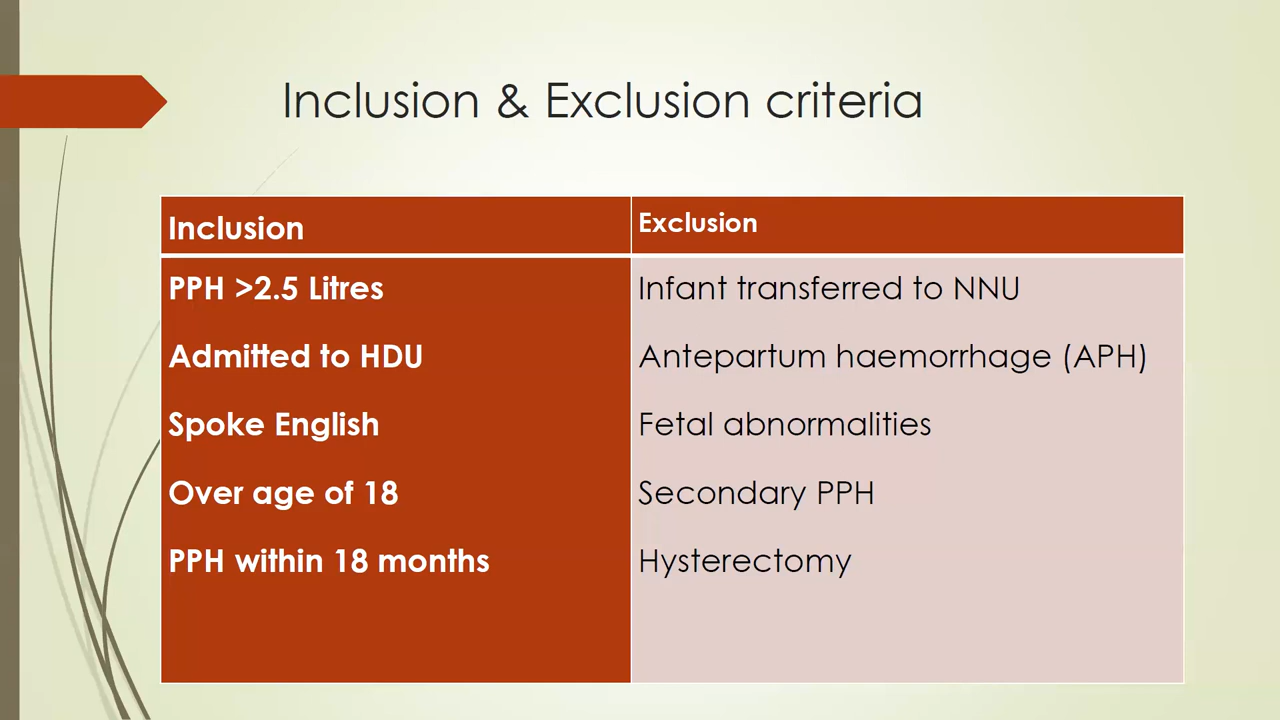 Inclusion & Exclusion criteria
Inclusion
Exclusion
PPH >2.5 Litres
Infant transferred to NNU
Admitted to HDU
Antepartum haemorrhage (APH)
Spoke English
Fetal abnormalities
Over age of 18
Secondary PPH
PPH within 18 months
Hysterectomy